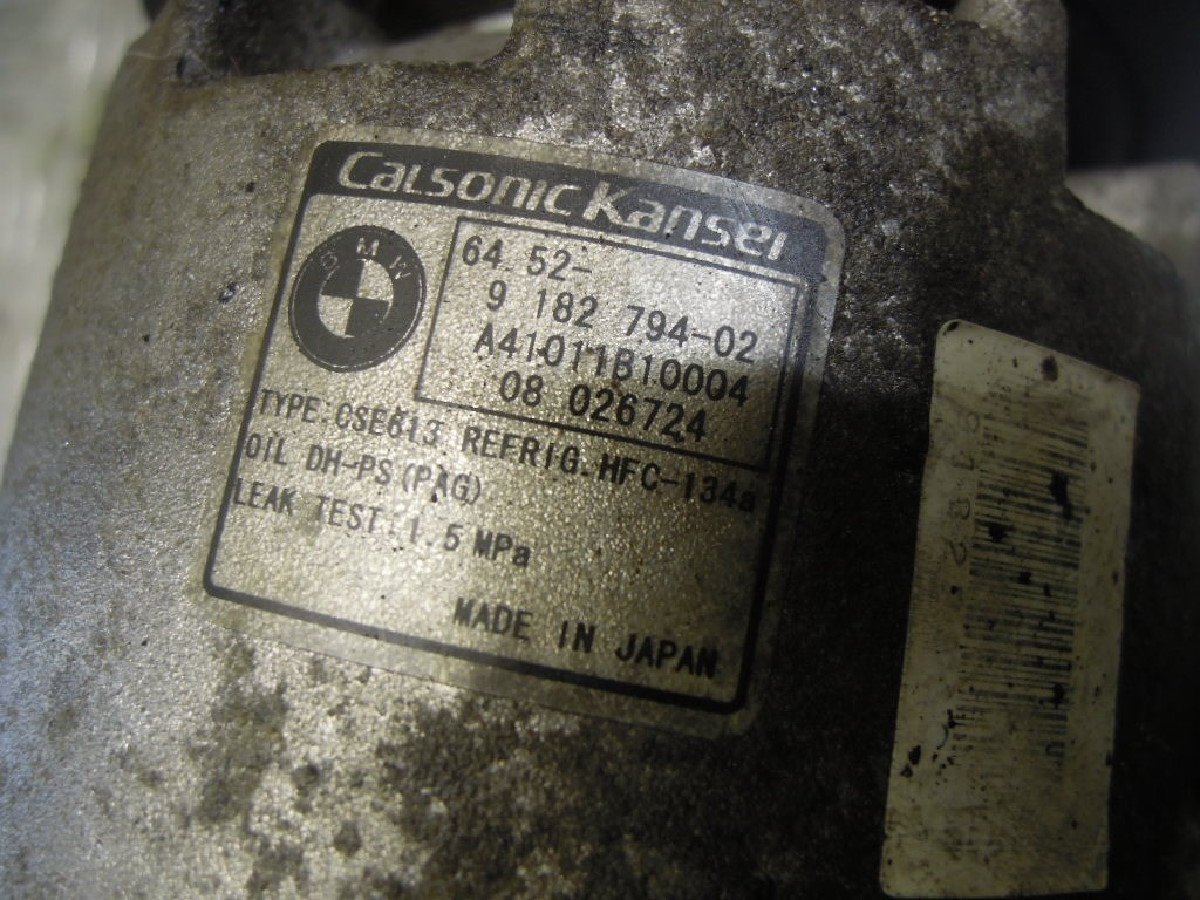 CALSONIC KANSEI
BMW
64. 52-
9 182 794-02
A41011B10004
08 026724
TYPE:CSE613 REFRIG.HFC-134a
OIL DH-PS(PAG)
LEAK TEST:1.5 MPa
MADE IN JAPAN